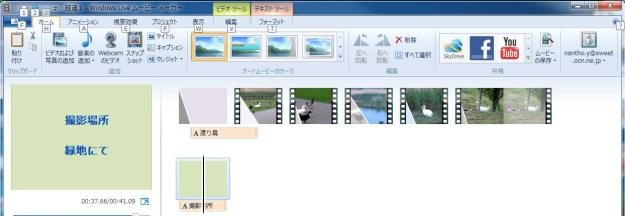 ビデオ ツール
テキスト ツール
Windows Live ムービー メーカー
ホーム
アニメーション
視覚効果
プロジェクト
表示
編集
フォーマット
F
1
2
H
A
E
P
W
V
T
貼り
付け
ビデオおよび
写真の追加
音楽の
追加
Webcam
のビデオ
スナップ
ショット
タイトル
キャプション
クレジット
左へ
回転
右へ
回転
削除
すべて選択
SkyDrive
f
You
Tube
ムービー
の保存
nantho.y@sweet
.ocn.ne.jp
クリップボード
追加
オートムービーのテーマ
編集
共有
撮影場所
緑地にて
00:37.66/00:41.09
A 渡り鳥
A 撮影場所